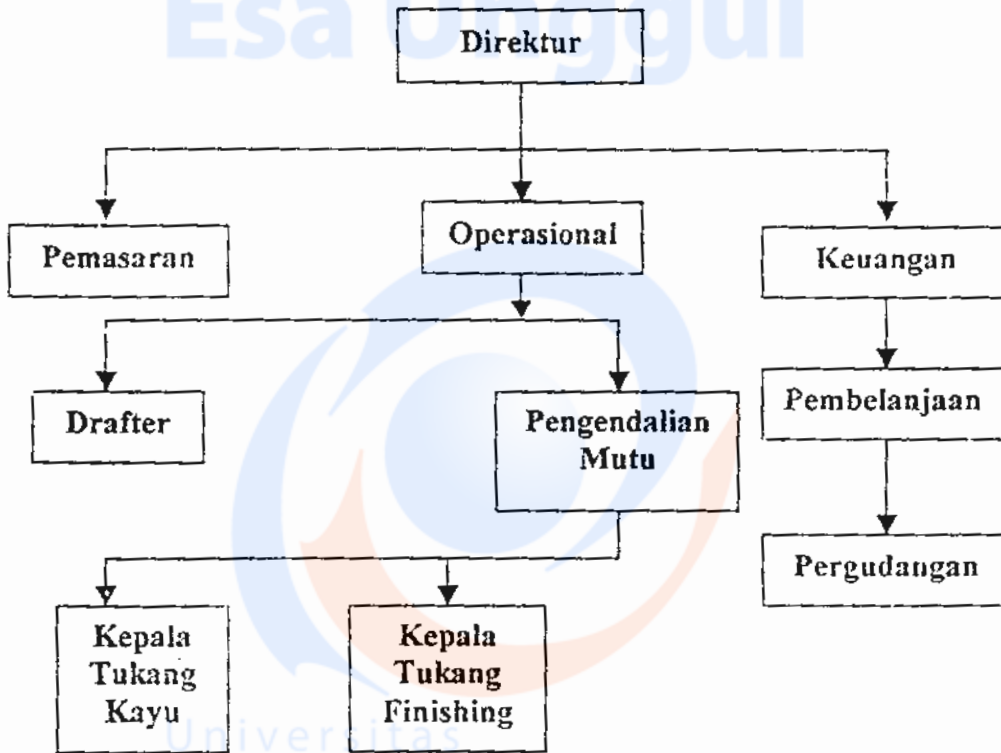 Esa Unggul
Direktur
Pemasaran
Operasional
Keuangan
Drafter
Pengendalian
Mutu
Pembelanjaan
Pergudangan
Kepala
Tukang
Kayu
Kepala
Tukang
Finishing
Universitas